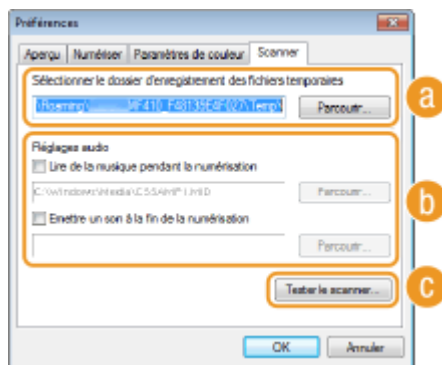 Préférences
Aperçu Numériser Paramètres de couleur Scanner
Sélectionner le dossier d'enregistrement des fichiers temporaires
Parcourir...
a
Réglages audio
Lire de la musique pendant la numérisation
Parcourir...
b
Emettre un son à la fin de la numérisation
Parcourir...
Tester le scanner...
c
OK Annuler